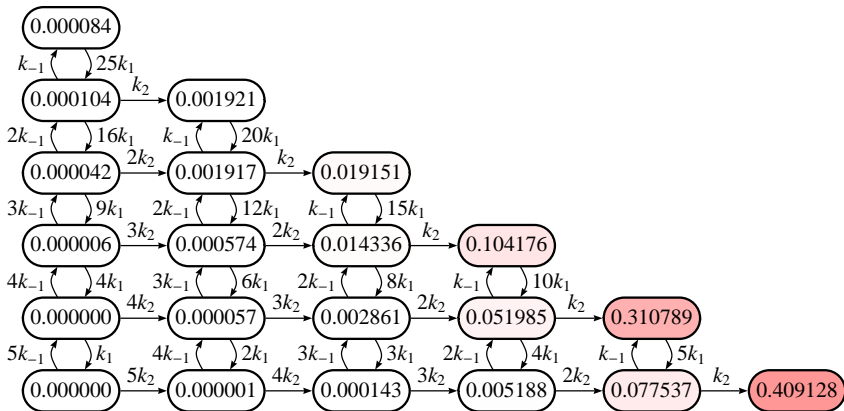 0.000084
k₋₁ 25k₁
k₂
0.000104 0.001921
2k₋₁ 16k₁ k₋₁ 20k₁
2k₂ k₂
0.000042 0.001917 0.019151
3k₋₁ 9k₁ 2k₋₁ 12k₁ k₋₁ 15k₁
3k₂ 2k₂ k₂
0.000006 0.000574 0.014336 0.104176
4k₋₁ 4k₁ 3k₋₁ 6k₁ 2k₋₁ 8k₁ k₋₁ 10k₁
4k₂ 3k₂ 2k₂ k₂
0.000000 0.000057 0.002861 0.051985 0.310789
5k₋₁ k₁ 4k₋₁ 2k₁ 3k₋₁ 3k₁ 2k₋₁ 4k₁ k₋₁ 5k₁
5k₂ 4k₂ 3k₂ 2k₂ k₂
0.000000 0.000001 0.000143 0.005188 0.077537 0.409128